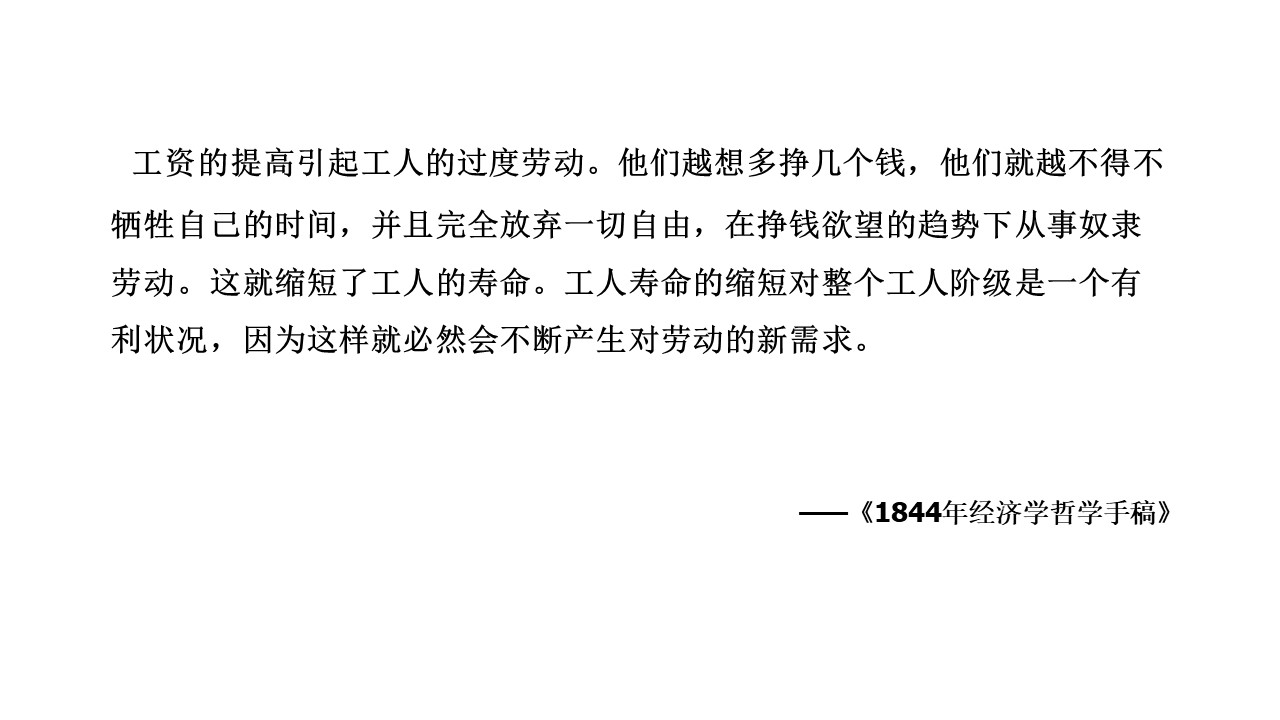 工资的提高引起工人的过度劳动。他们越想多挣几个钱，他们就越不得不
牺牲自己的时间，并且完全放弃一切自由，在挣钱欲望的趋势下从事奴隶
劳动。这就缩短了工人的寿命。工人寿命的缩短对整个工人阶级是一个有
利状况，因为这样就必然会不断产生对劳动的新需求。
——《1844年经济学哲学手稿》